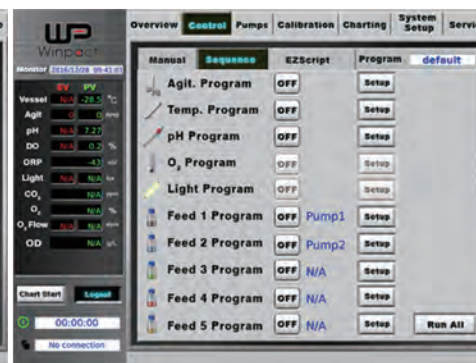 WP
Winpact
Monitor 2016/12/28 09:41:03
SV PV
Vessel N/A -28.5 °C
Agit 0 0 RPM
pH N/A 7.27
DO N/A 0.2 %
ORP -43 mV
Light N/A N/A
CO₂ N/A
O₂ N/A %
O₂ Flow N/A N/A
OD N/A
Chart Start Logout
00:00:00
No connection
Overview Control Pumps Calibration Charting System Setup Servi
Manual Sequence EZScript Program default
Agit. Program OFF Setup
Temp. Program OFF Setup
pH Program OFF Setup
O₂ Program OFF Setup
Light Program OFF Setup
Feed 1 Program OFF Pump1 Setup
Feed 2 Program OFF Pump2 Setup
Feed 3 Program OFF N/A Setup
Feed 4 Program OFF N/A Setup
Feed 5 Program OFF N/A Setup Run All